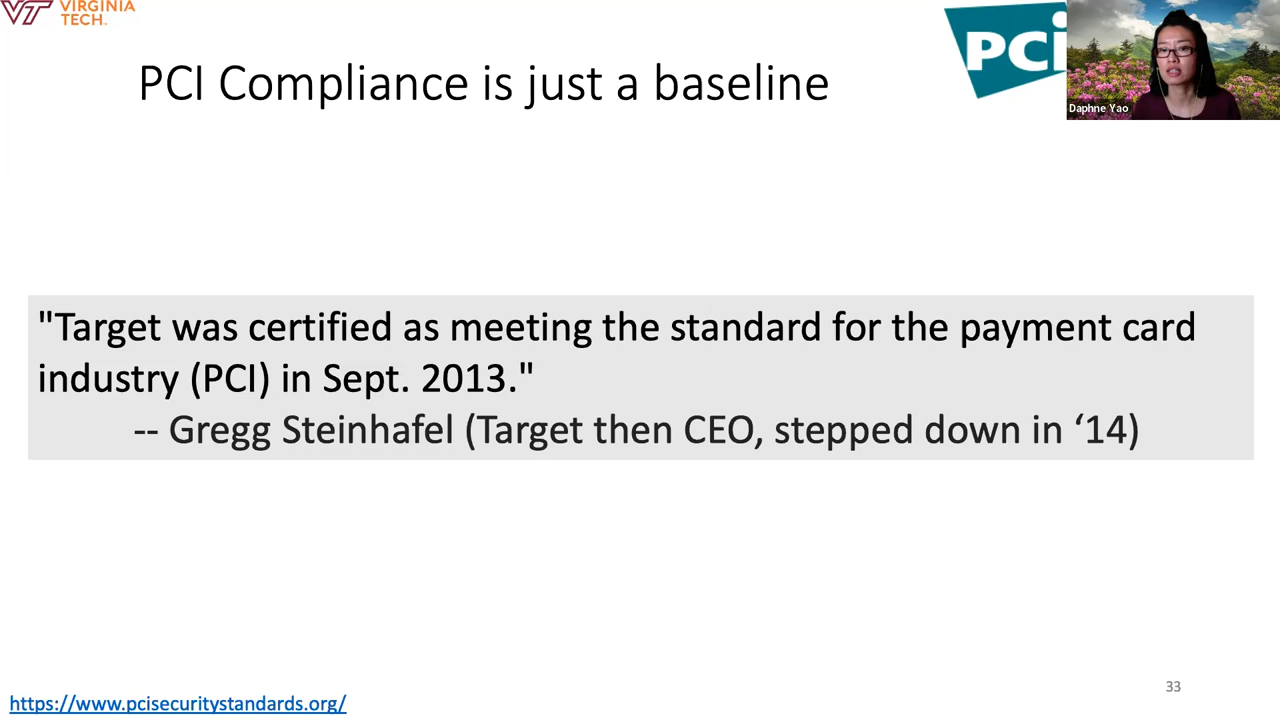 VIRGINIA
TECH
PCI Compliance is just a baseline
PCi
Daphne Yao
"Target was certified as meeting the standard for the payment card
industry (PCI) in Sept. 2013."
-- Gregg Steinhafel (Target then CEO, stepped down in ‘14)
33
https://www.pcisecuritystandards.org/